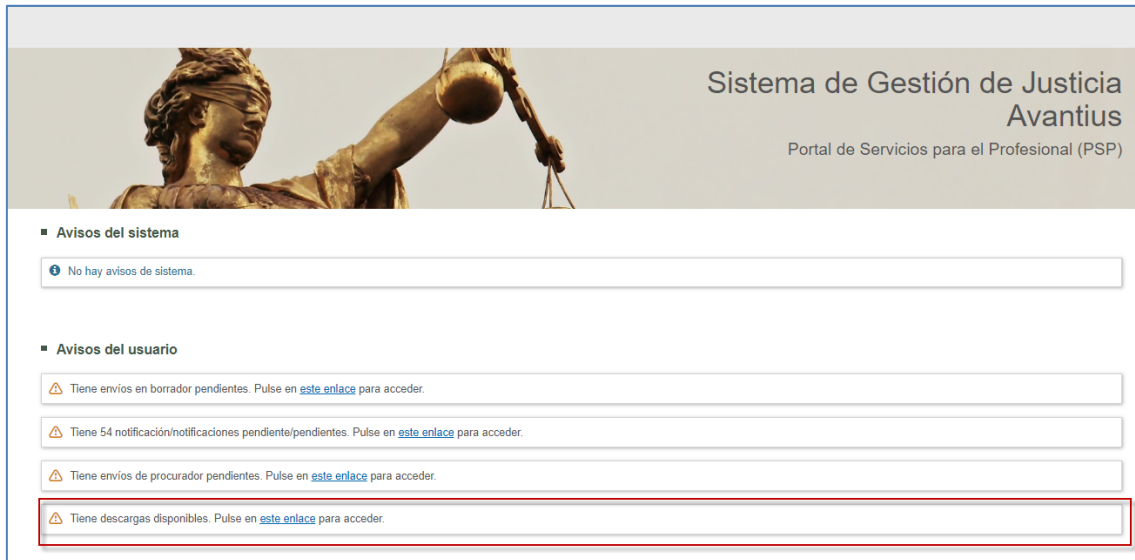 Sistema de Gestión de Justicia
Avantius
Portal de Servicios para el Profesional (PSP)
Avisos del sistema
No hay avisos de sistema.
Avisos del usuario
Tiene envíos en borrador pendientes. Pulse en este enlace para acceder.
Tiene 54 notificación/notificaciones pendiente/pendientes. Pulse en este enlace para acceder.
Tiene envíos de procurador pendientes. Pulse en este enlace para acceder.
Tiene descargas disponibles. Pulse en este enlace para acceder.